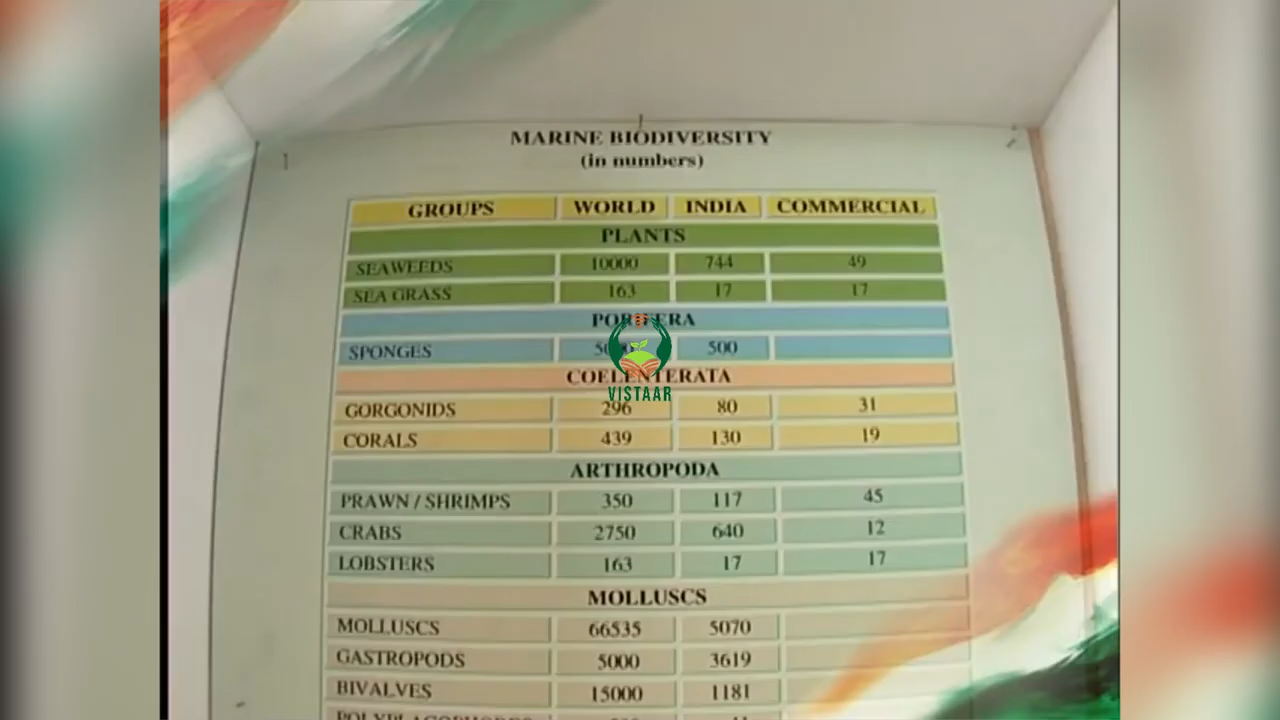 MARINE BIODIVERSITY
(in numbers)
GROUPS WORLD INDIA COMMERCIAL
PLANTS
SEAWEEDS 10000 744 49
SEA GRASS 163 17 17
PORIFERA
SPONGES 500
COELENTERATA
VISTAAR
GORGONIDS 296 80 31
CORALS 439 130 19
ARTHROPODA
PRAWN / SHRIMPS 350 117 45
CRABS 2750 640 12
LOBSTERS 163 17 17
MOLLUSCS
MOLLUSCS 66535 5070
GASTROPODS 5000 3619
BIVALVES 15000 1181